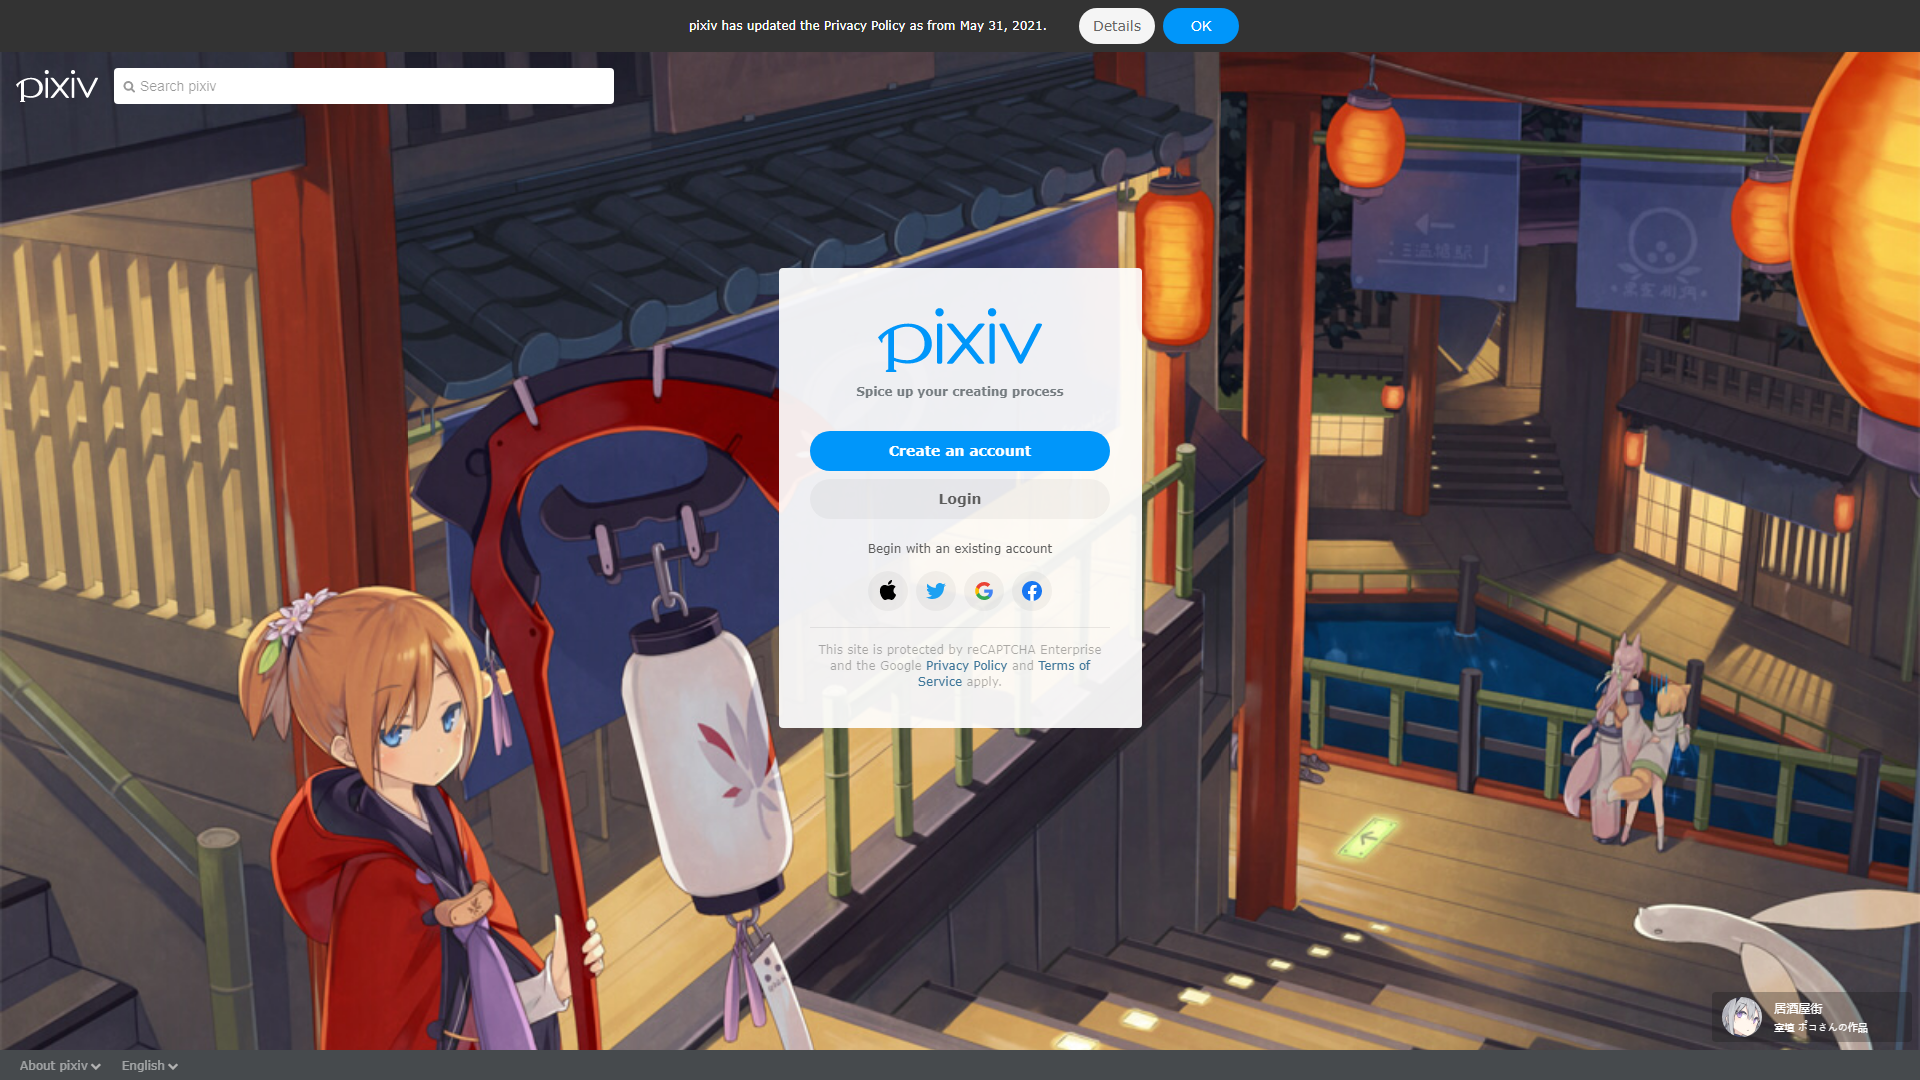 pixiv has updated the Privacy Policy as from May 31, 2021.
Details
OK
pixiv
Search pixiv
pixiv
Spice up your creating process
Create an account
Login
Begin with an existing account
This site is protected by reCAPTCHA Enterprise
and the Google Privacy Policy and Terms of
Service apply.
居酒屋街
ポコさんの作品
About pixiv
English